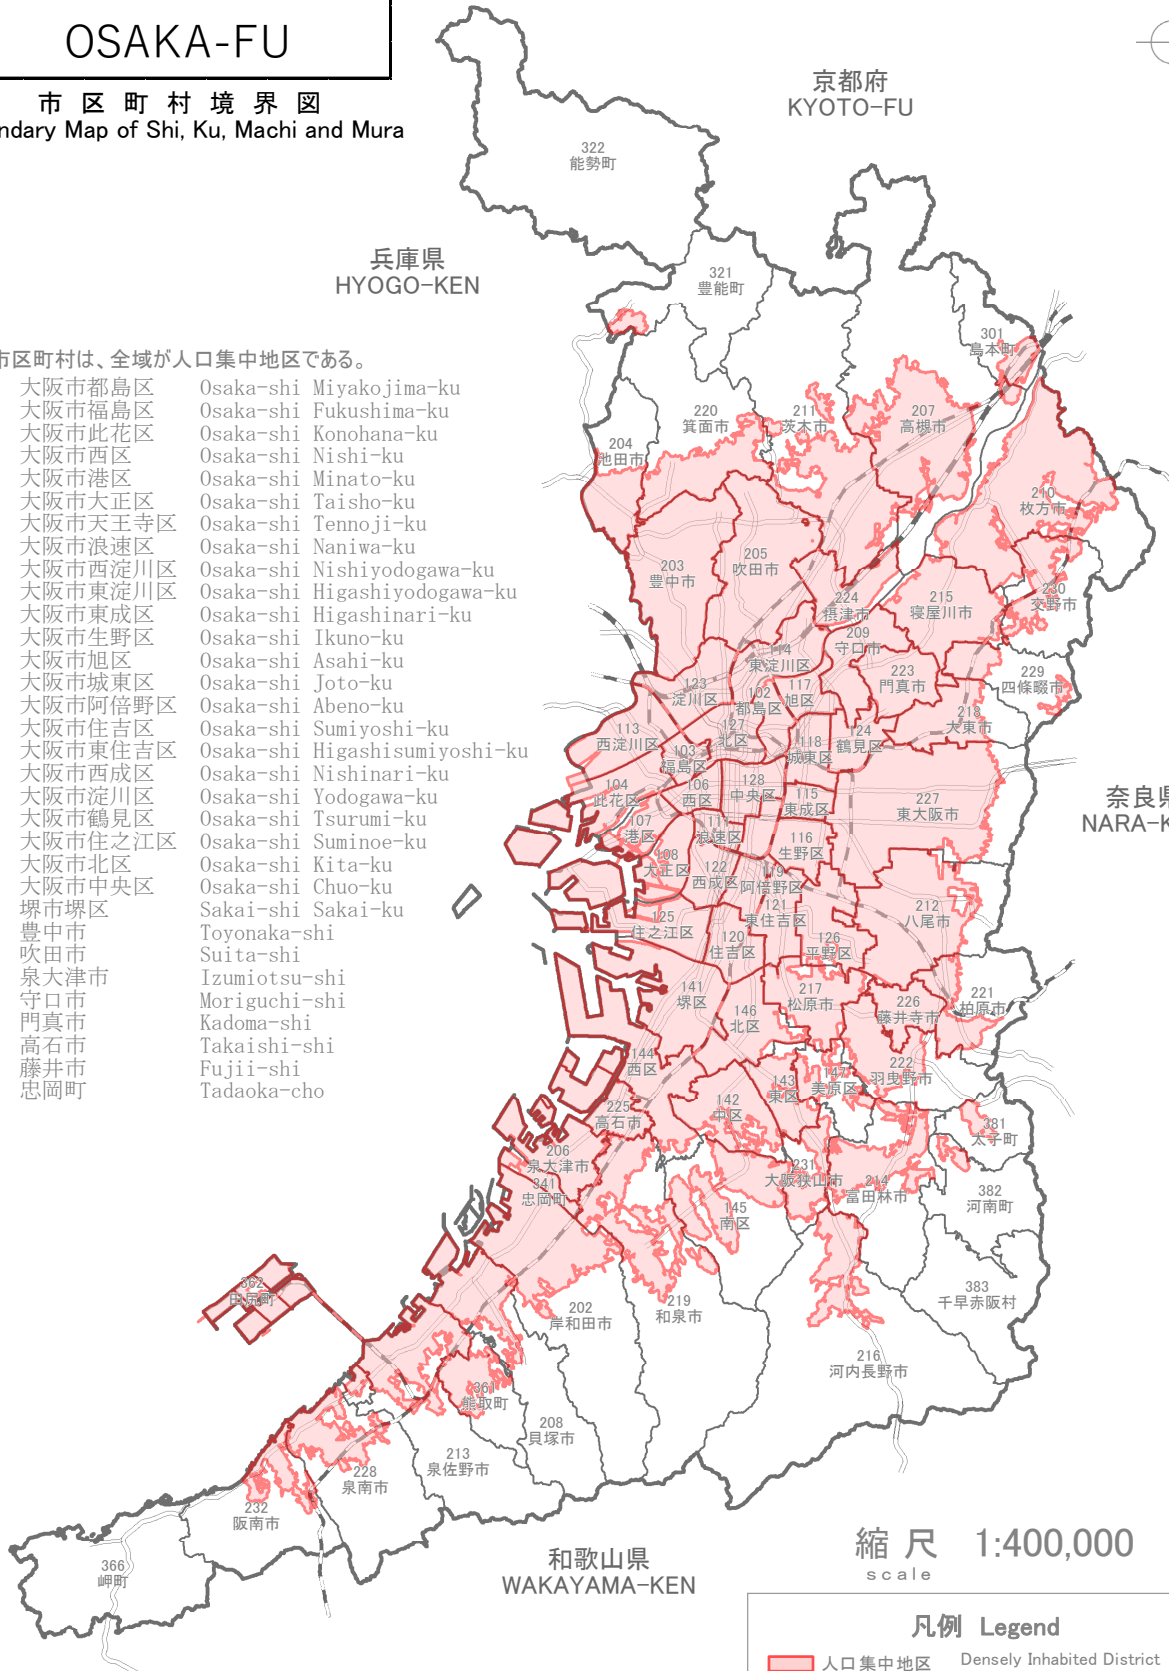 OSAKA-FU
市区町村境界図
ndary Map of Shi, Ku, Machi and Mura
京都府
KYOTO-FU
322
能勢町
兵庫県
HYOGO-KEN
321
豊能町
301
島本町
市区町村は、全域が人口集中地区である。
大阪市都島区 Osaka-shi Miyakojima-ku
大阪市福島区 Osaka-shi Fukushima-ku
大阪市此花区 Osaka-shi Konohana-ku
大阪市西区 Osaka-shi Nishi-ku
大阪市港区 Osaka-shi Minato-ku
大阪市大正区 Osaka-shi Taisho-ku
大阪市天王寺区 Osaka-shi Tennoji-ku
大阪市浪速区 Osaka-shi Naniwa-ku
大阪市西淀川区 Osaka-shi Nishiyodogawa-ku
大阪市東淀川区 Osaka-shi Higashiyodogawa-ku
大阪市東成区 Osaka-shi Higashinari-ku
大阪市生野区 Osaka-shi Ikuno-ku
大阪市旭区 Osaka-shi Asahi-ku
大阪市城東区 Osaka-shi Joto-ku
大阪市阿倍野区 Osaka-shi Abeno-ku
大阪市住吉区 Osaka-shi Sumiyoshi-ku
大阪市東住吉区 Osaka-shi Higashisumiyoshi-ku
大阪市西成区 Osaka-shi Nishinari-ku
大阪市淀川区 Osaka-shi Yodogawa-ku
大阪市鶴見区 Osaka-shi Tsurumi-ku
大阪市住之江区 Osaka-shi Suminoe-ku
大阪市北区 Osaka-shi Kita-ku
大阪市中央区 Osaka-shi Chuo-ku
堺市堺区 Sakai-shi Sakai-ku
豊中市 Toyonaka-shi
吹田市 Suita-shi
泉大津市 Izumiotsu-shi
守口市 Moriguchi-shi
門真市 Kadoma-shi
高石市 Takaishi-shi
藤井市 Fujii-shi
忠岡町 Tadaoka-cho
220
箕面市
211
茨木市
207
高槻市
204
池田市
210
枚方市
203
豊中市
205
吹田市
224
摂津市
215
寝屋川市
230
交野市
209
守口市
114
東淀川区
223
門真市
229
四條畷市
123
淀川区
102
都島区
117
旭区
218
大東市
113
西淀川区
127
北区
118
城東区
124
鶴見区
103
福島区
104
此花区
106
西区
128
中央区
115
東成区
227
東大阪市
奈良県
NARA-K
107
港区
111
浪速区
116
生野区
108
大正区
122
西成区
119
阿倍野区
125
住之江区
120
住吉区
121
東住吉区
126
平野区
212
八尾市
141
堺区
146
北区
217
松原市
226
藤井寺市
221
柏原市
144
西区
143
東区
147
美原区
222
羽曳野市
225
高石市
142
中区
381
太子町
206
泉大津市
341
忠岡町
231
大阪狭山市
214
富田林市
382
河南町
145
南区
362
田尻町
202
岸和田市
219
和泉市
383
千早赤阪村
216
河内長野市
361
熊取町
208
貝塚市
213
泉佐野市
228
泉南市
232
阪南市
366
岬町
和歌山県
WAKAYAMA-KEN
縮尺 1:400,000
scale
凡例 Legend
人口集中地区 Densely Inhabited District